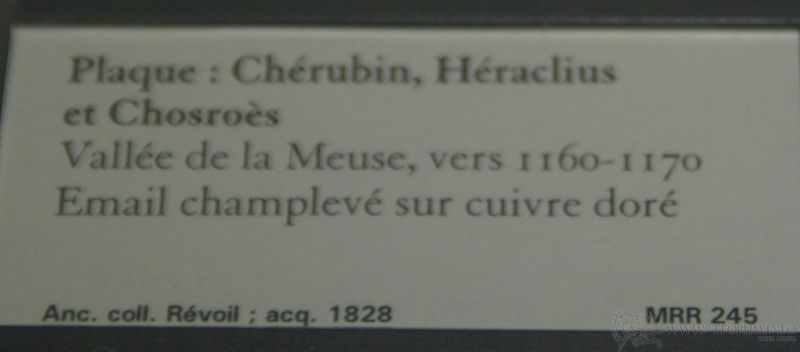 Plaque : Chérubin, Héraclius
et Chosroès
Vallée de la Meuse, vers 1160-1170
Email champlevé sur cuivre doré
Anc. coll. Révoil ; acq. 1828 MRR 245